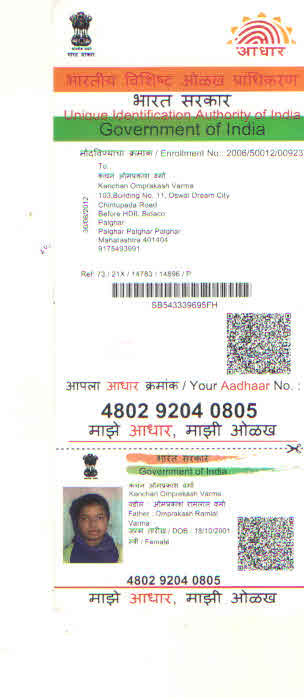 भारत सरकार
आधार
भारतीय विशिष्ट ओळख प्राधिकरण
भारत सरकार
Unique Identification Authority of India
Government of India
नोंदविण्याचा क्रमांक / Enrollment No.: 2006/50012/00923
To,
कंचन ओमप्रकाश वर्मा
Kanchan Omprakash Varma
103,Building No. 11, Oswal Dream City
Chintupada Road
Before HDIL Bidaco
Palghar
Palghar Palghar Palghar
Maharashtra 401404
9175493991
30/08/2012
Ref: /3 / 21X / 14783 / 14896 / P
SB543339695FH
आपला आधार क्रमांक / Your Aadhaar No. :
4802 9204 0805
माझे आधार, माझी ओळख
भारत सरकार
Government of India
कंचन ओमप्रकाश वर्मा
Kanchan Omprakash Varma
वडील : ओमप्रकाश रामलाल वर्मा
Father : Omprakash Ramlal
Varma
जन्म तारीख / DOB : 18/10/2001
स्त्री / Female
4802 9204 0805
माझे आधार, माझी ओळख